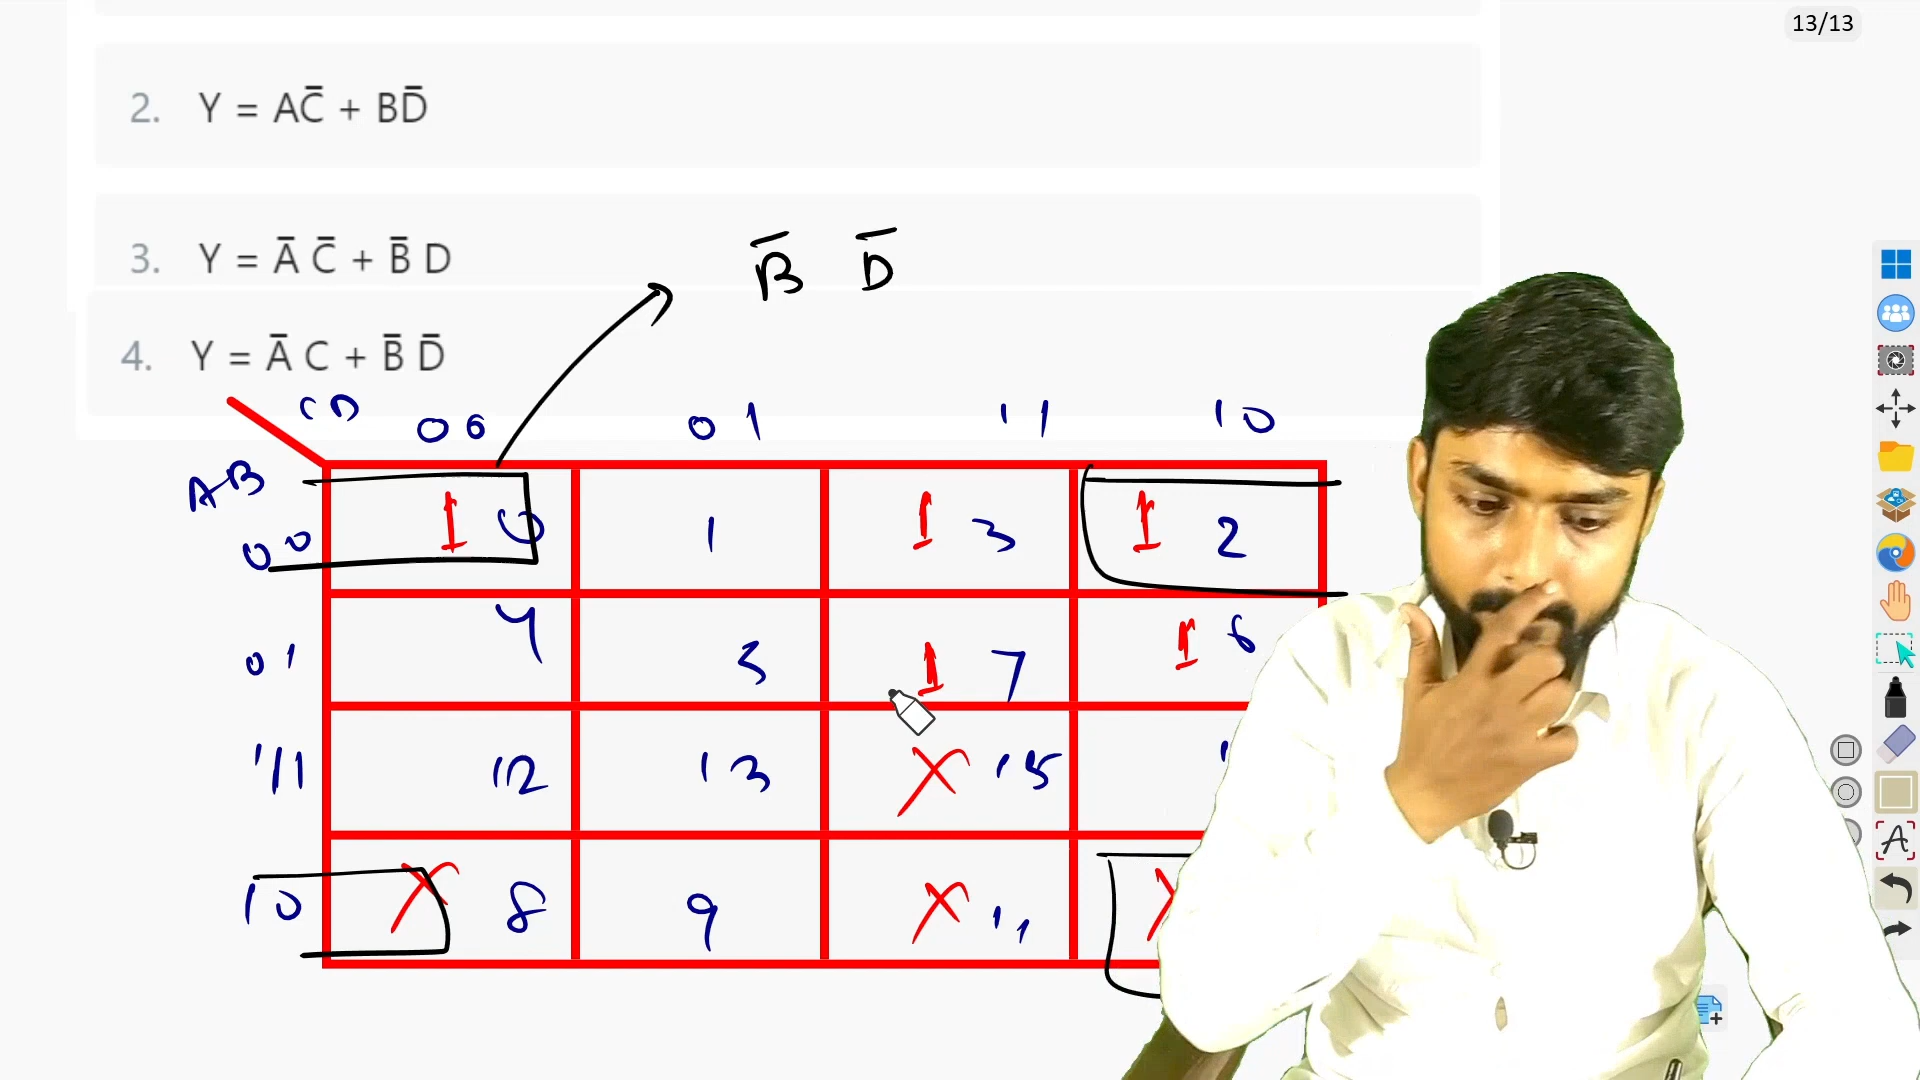 13/13
2. Y = AC̅ + BD̅
3. Y = A̅ C̅ + B̅ D
B̅ D̅
4. Y = A̅ C + B̅ D̅
CD 00 01 11 10
AB
00 1 0 1 1 3 1 2
01 4 5 1 7 1 6
11 12 13 X 15
10 X 8 9 X 11 X